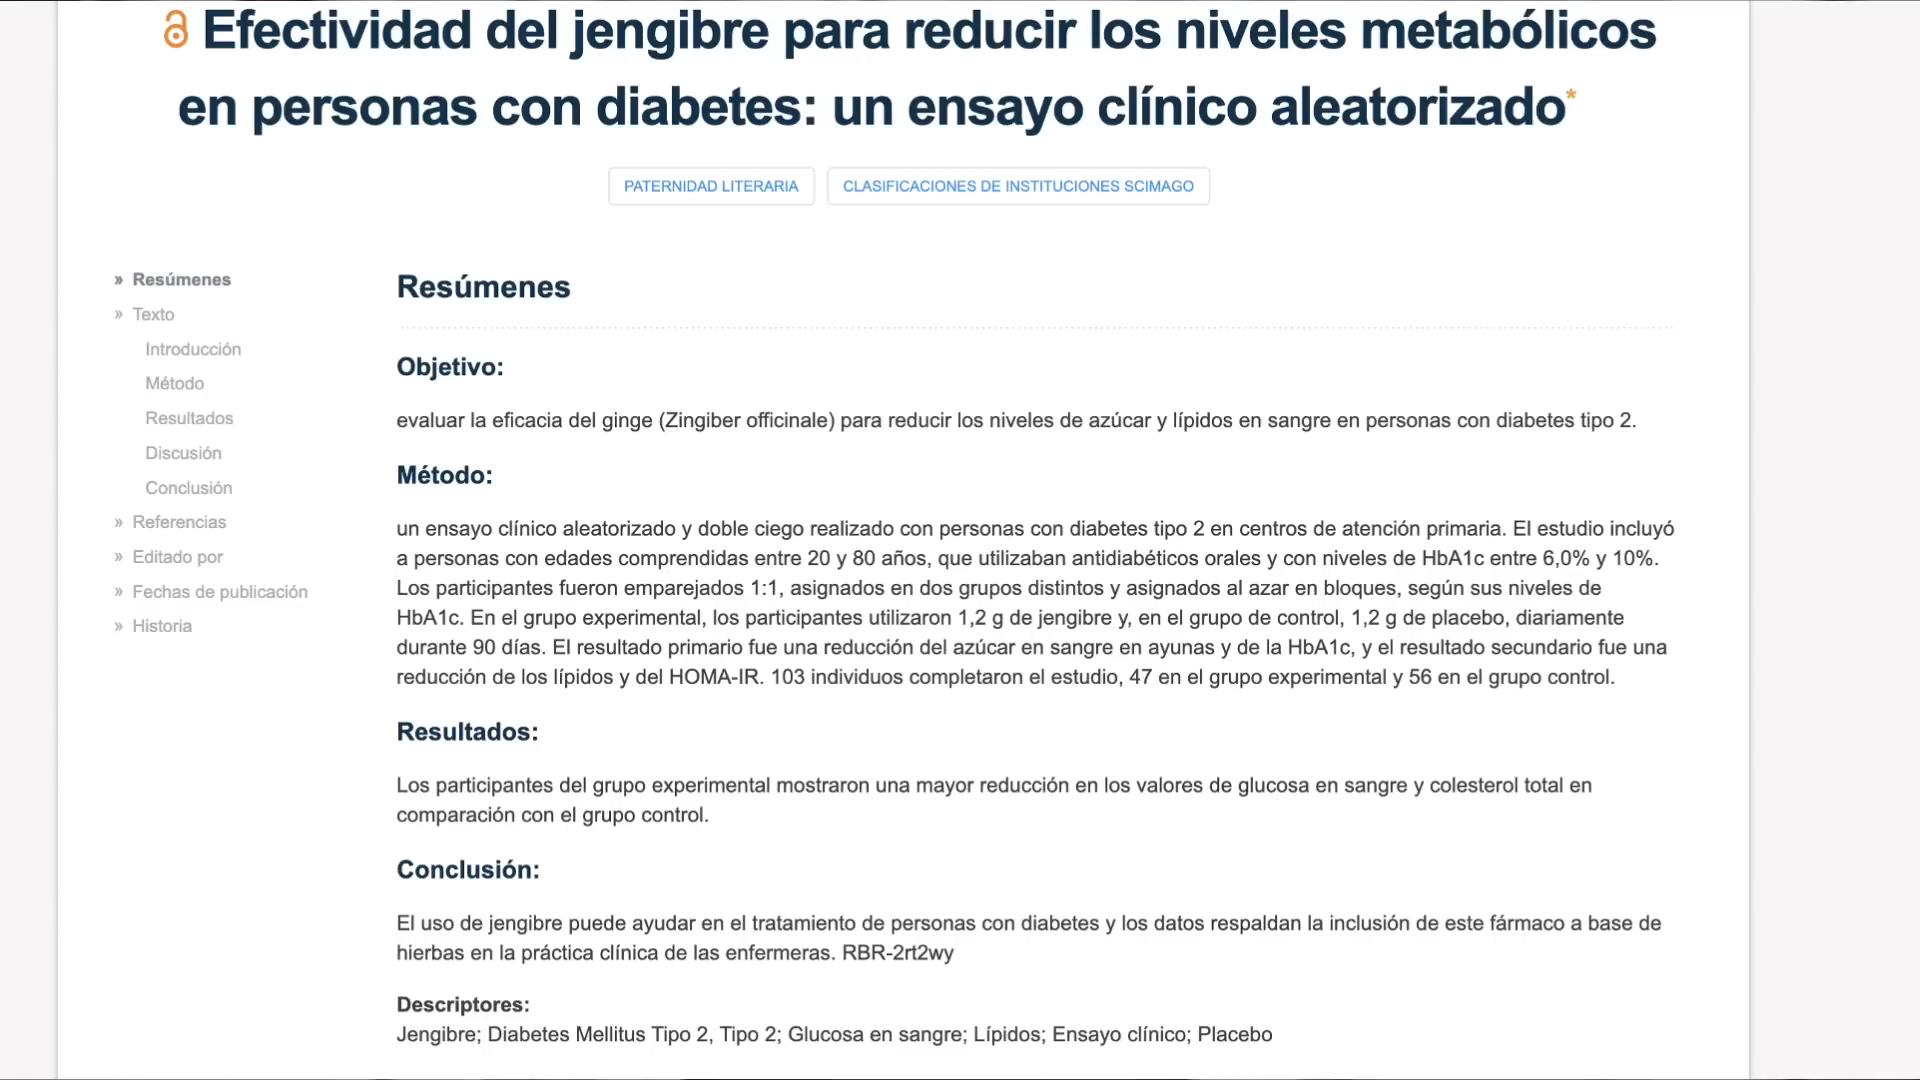 Efectividad del jengibre para reducir los niveles metabólicos
en personas con diabetes: un ensayo clínico aleatorizado*
PATERNIDAD LITERARIA
CLASIFICACIONES DE INSTITUCIONES SCIMAGO
» Resúmenes
» Texto
Introducción
Método
Resultados
Discusión
Conclusión
» Referencias
» Editado por
» Fechas de publicación
» Historia
Resúmenes
Objetivo:
evaluar la eficacia del ginge (Zingiber officinale) para reducir los niveles de azúcar y lípidos en sangre en personas con diabetes tipo 2.
Método:
un ensayo clínico aleatorizado y doble ciego realizado con personas con diabetes tipo 2 en centros de atención primaria. El estudio incluyó
a personas con edades comprendidas entre 20 y 80 años, que utilizaban antidiabéticos orales y con niveles de HbA1c entre 6,0% y 10%.
Los participantes fueron emparejados 1:1, asignados en dos grupos distintos y asignados al azar en bloques, según sus niveles de
HbA1c. En el grupo experimental, los participantes utilizaron 1,2 g de jengibre y, en el grupo de control, 1,2 g de placebo, diariamente
durante 90 días. El resultado primario fue una reducción del azúcar en sangre en ayunas y de la HbA1c, y el resultado secundario fue una
reducción de los lípidos y del HOMA-IR. 103 individuos completaron el estudio, 47 en el grupo experimental y 56 en el grupo control.
Resultados:
Los participantes del grupo experimental mostraron una mayor reducción en los valores de glucosa en sangre y colesterol total en
comparación con el grupo control.
Conclusión:
El uso de jengibre puede ayudar en el tratamiento de personas con diabetes y los datos respaldan la inclusión de este fármaco a base de
hierbas en la práctica clínica de las enfermeras. RBR-2rt2wy
Descriptores:
Jengibre; Diabetes Mellitus Tipo 2, Tipo 2; Glucosa en sangre; Lípidos; Ensayo clínico; Placebo